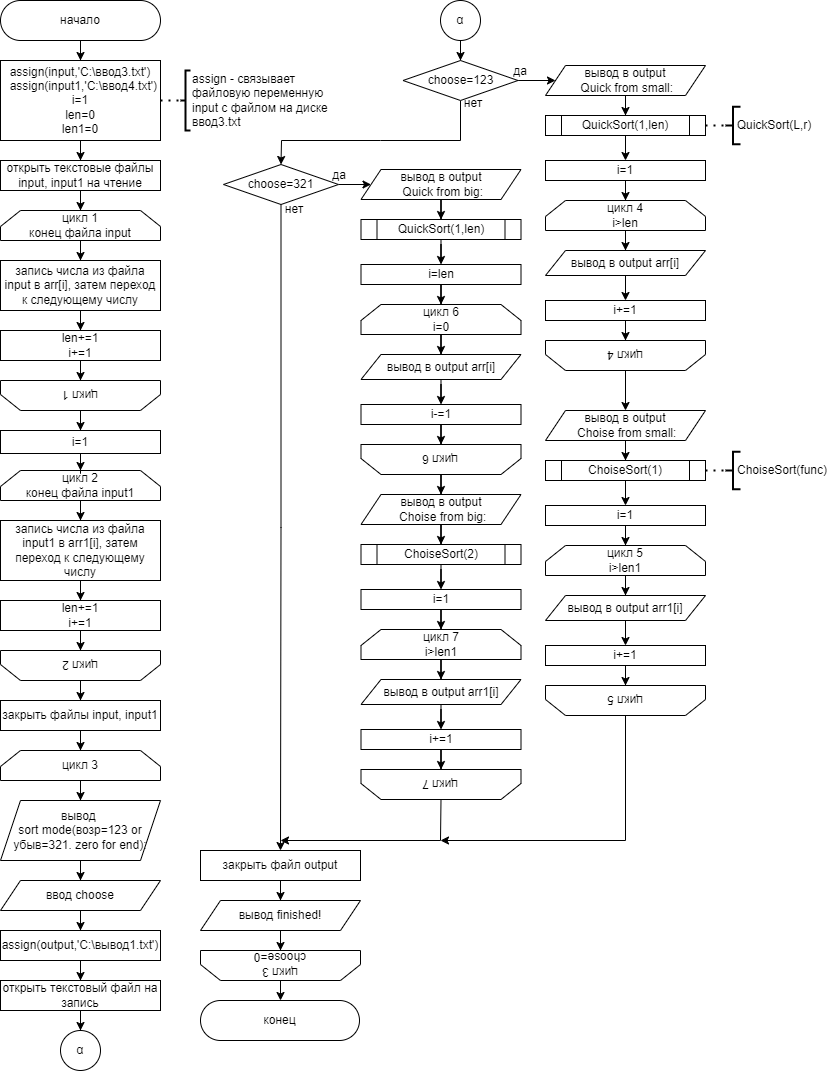 начало
assign(input,'C:\ввод3.txt')
assign(input1,'C:\ввод4.txt')
i=1
len=0
len1=0
assign - связывает
файловую переменную
input с файлом на диске
ввод3.txt
открыть текстовые файлы
input, input1 на чтение
цикл 1
конец файла input
запись числа из файла
input в arr[i], затем переход
к следующему числу
len+=1
i+=1
цикл 1
i=1
цикл 2
конец файла input1
запись числа из файла
input1 в arr1[i], затем
переход к следующему
числу
len+=1
i+=1
цикл 2
закрыть файлы input, input1
цикл 3
вывод
sort mode(возр=123 or
убыв=321. zero for end):
ввод choose
assign(output,'C:\вывод1.txt')
открыть текстовый файл на
запись
α
α
choose=123
да
нет
choose=321
да
нет
вывод в output
Quick from big:
QuickSort(1,len)
i=len
цикл 6
i=0
вывод в output arr[i]
i-=1
цикл 6
вывод в output
Choise from big:
ChoiseSort(2)
i=1
цикл 7
i>len1
вывод в output arr1[i]
i+=1
цикл 7
вывод в output
Quick from small:
QuickSort(1,len)
QuickSort(L,r)
i=1
цикл 4
i>len
вывод в output arr[i]
i+=1
цикл 4
вывод в output
Choise from small:
ChoiseSort(1)
ChoiseSort(func)
i=1
цикл 5
i>len1
вывод в output arr1[i]
i+=1
цикл 5
закрыть файл output
вывод finished!
цикл 3
choose=0
конец